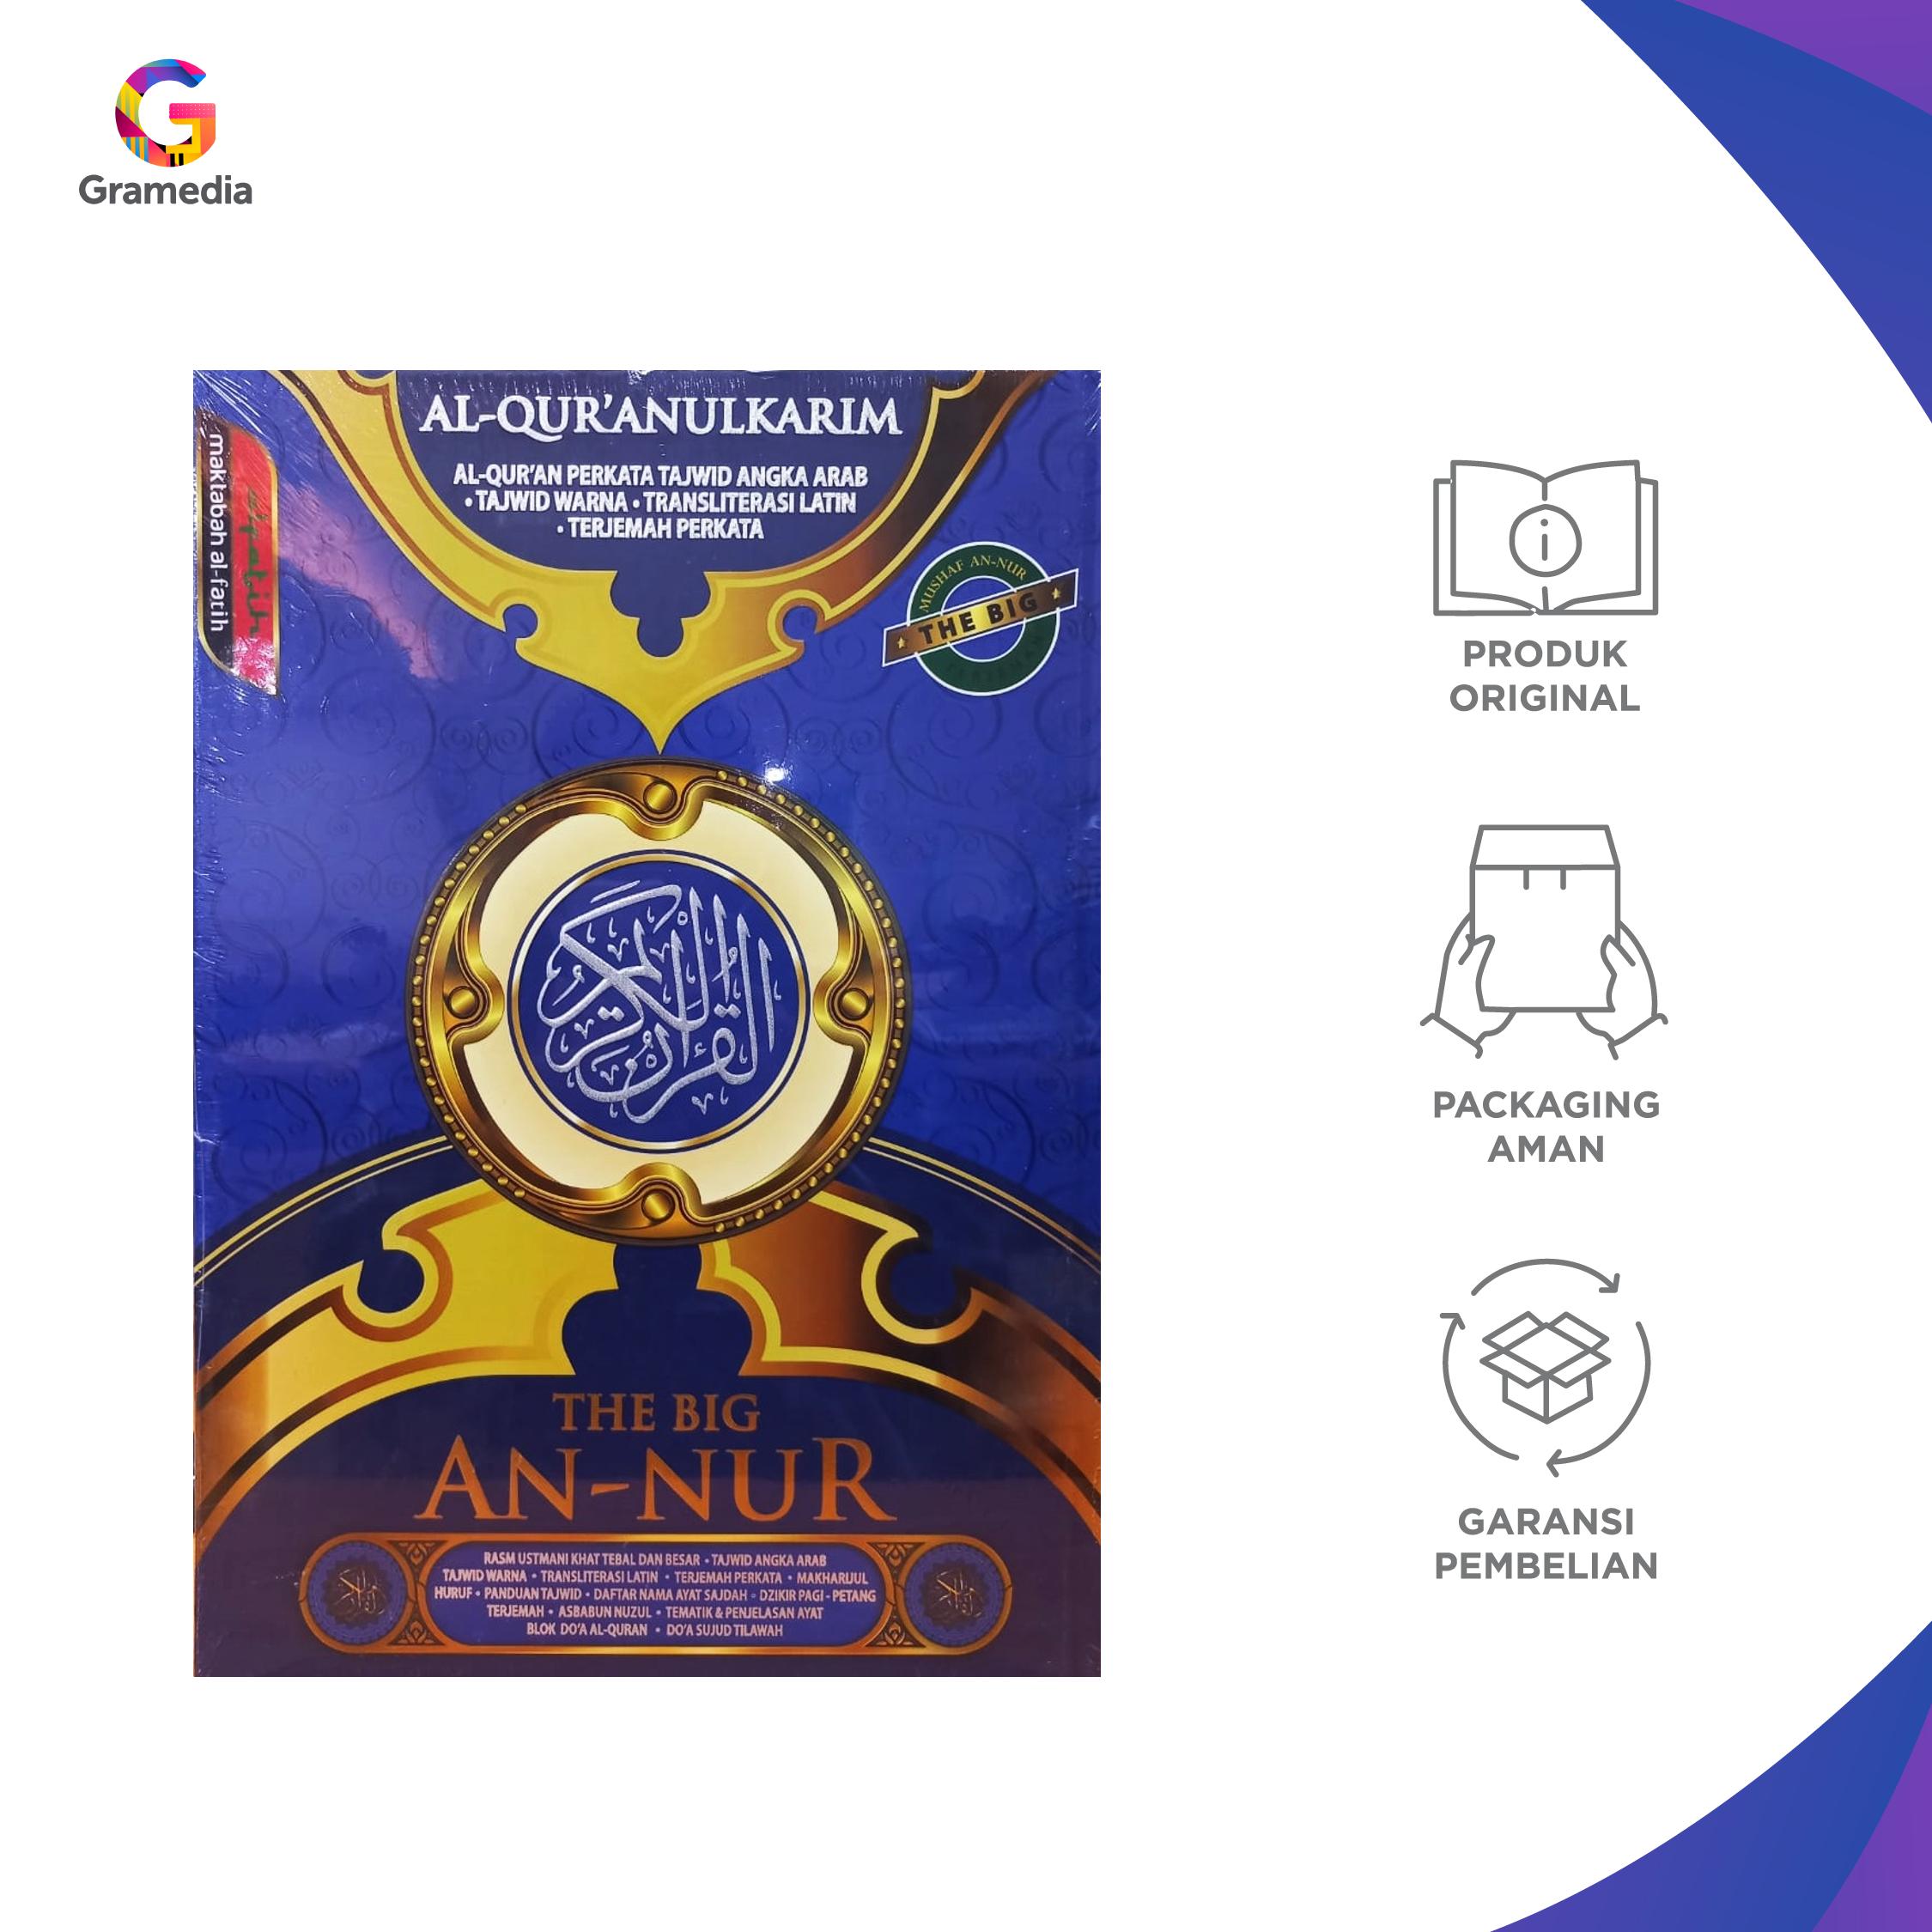 Gramedia
AL-QUR'ANULKARIM
AL-QUR'AN PERKATA TAJWID ANGKA ARAB
• TAJWID WARNA • TRANSLITERASI LATIN
• TERJEMAH PERKATA
maktabah al-fatih
alfatih
MUSHAF AN-NUR
THE BIG
القرآن الكريم
THE BIG
AN-NUR
RASM USTMANI KHAT TEBAL DAN BESAR • TAJWID ANGKA ARAB
TAJWID WARNA • TRANSLITERASI LATIN • TERJEMAH PERKATA • MAKHARIJUL
HURUF • PANDUAN TAJWID • DAFTAR NAMA AYAT SAJDAH • DZIKIR PAGI - PETANG
TERJEMAH • ASBABUN NUZUL • TEMATIK & PENJELASAN AYAT
BLOK DO'A AL-QURAN • DO'A SUJUD TILAWAH
PRODUK
ORIGINAL
PACKAGING
AMAN
GARANSI
PEMBELIAN